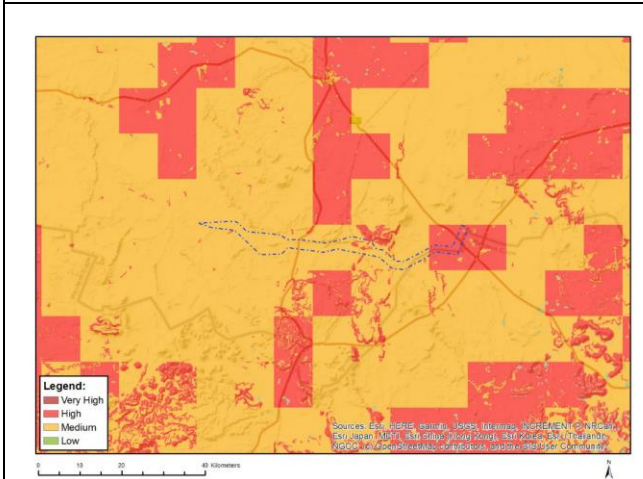 Legend:
Very High
High
Medium
Low
Sources: Esri, HERE, Garmin, USGS, Intermap, INCREMENT P, NRCan,
Esri Japan, METI, Esri China (Hong Kong), Esri Korea, Esri (Thailand),
NGCC, (c) OpenStreetMap contributors, and the GIS User Community
0 5 10 20 40 Kilometers
N